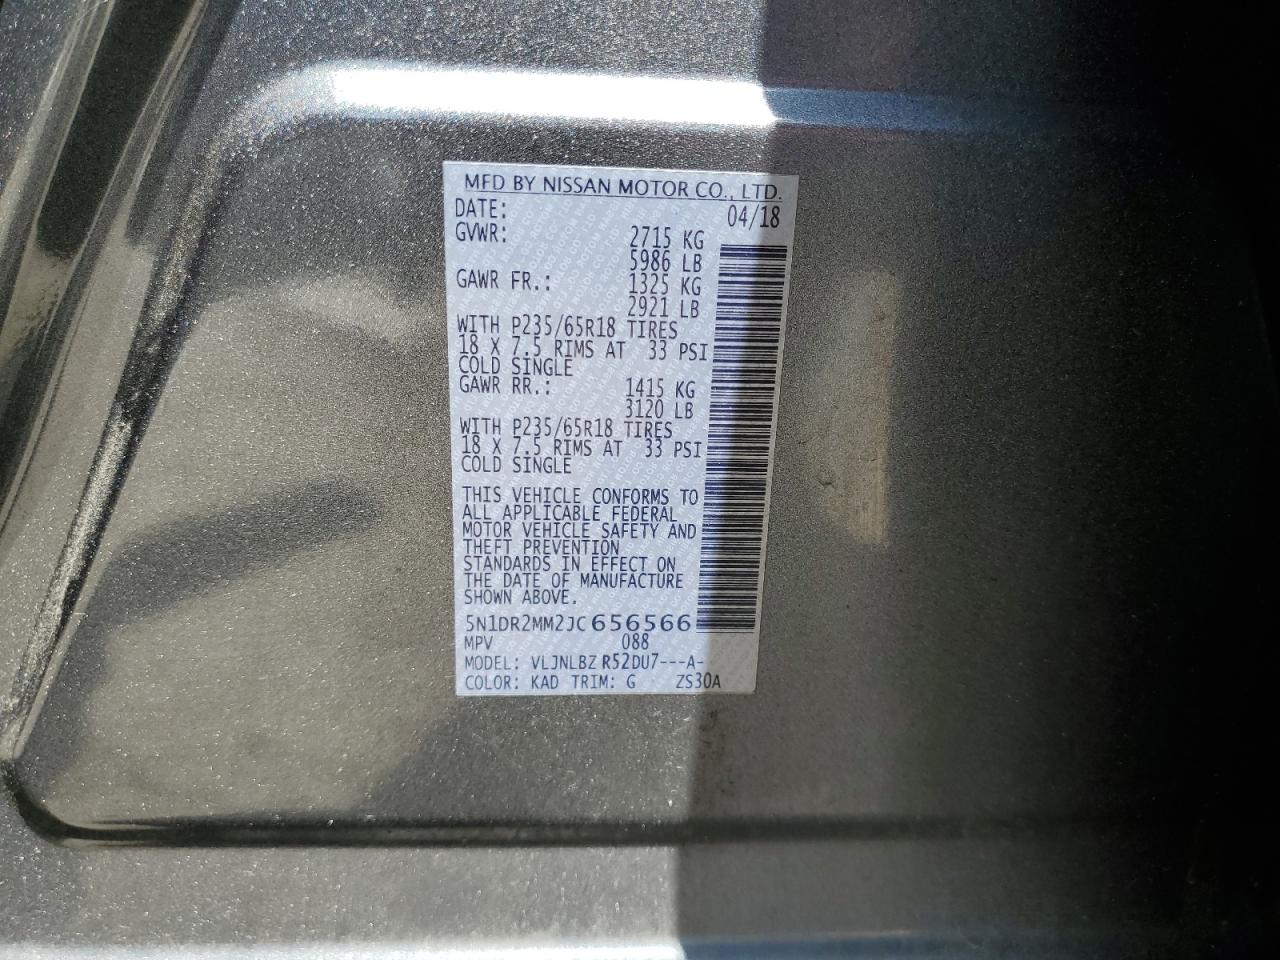 MFD BY NISSAN MOTOR CO., LTD.
DATE: 04/18
GVWR: 2715 KG
5986 LB
GAWR FR.: 1325 KG
2921 LB
WITH P235/65R18 TIRES
18 X 7.5 RIMS AT 33 PSI
COLD SINGLE
GAWR RR.: 1415 KG
3120 LB
WITH P235/65R18 TIRES
18 X 7.5 RIMS AT 33 PSI
COLD SINGLE
THIS VEHICLE CONFORMS TO
ALL APPLICABLE FEDERAL
MOTOR VEHICLE SAFETY AND
THEFT PREVENTION
STANDARDS IN EFFECT ON
THE DATE OF MANUFACTURE
SHOWN ABOVE.
5N1DR2MM2JC656566
MPV 088
MODEL: VLJNLBZ R52DU7---A-
COLOR: KAD TRIM: G ZS30A